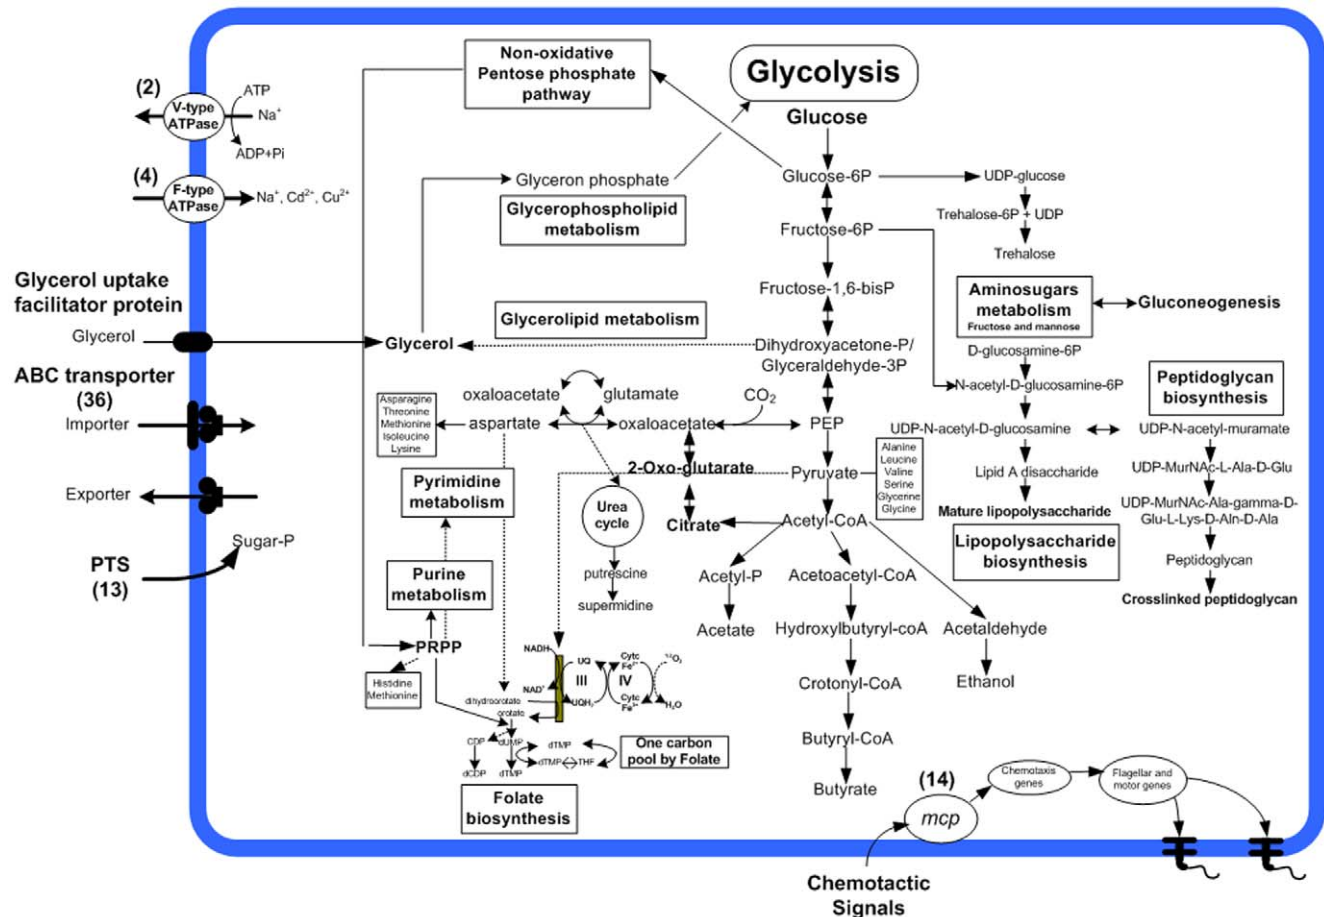 Non-oxidative
Pentose phosphate
pathway
Glycolysis
Glucose
(2)
V-type
ATPase
ATP
Na⁺
ADP+Pi
(4)
F-type
ATPase
Na⁺, Cd²⁺, Cu²⁺
Glyceron phosphate
Glycerophospholipid
metabolism
Glucose-6P
UDP-glucose
Trehalose-6P + UDP
Trehalose
Fructose-6P
Fructose-1,6-bisP
Aminosugars
metabolism
Fructose and mannose
Gluconeogenesis
Glycerol uptake
facilitator protein
Glycerol
Glycerol
Glycerolipid metabolism
Dihydroxyacetone-P/
Glyceraldehyde-3P
D-glucosamine-6P
N-acetyl-D-glucosamine-6P
Peptidoglycan
biosynthesis
ABC transporter
(36)
Importer
Exporter
Asparagine
Threonine
Methionine
Isoleucine
Lysine
oxaloacetate
glutamate
aspartate
oxaloacetate
CO₂
PEP
UDP-N-acetyl-D-glucosamine
UDP-N-acetyl-muramate
2-Oxo-glutarate
Pyruvate
Alanine
Leucine
Valine
Serine
Glycerine
Glycine
Lipid A disaccharide
UDP-MurNAc-L-Ala-D-Glu
Pyrimidine
metabolism
Urea
cycle
Citrate
Acetyl-CoA
Mature lipopolysaccharide
UDP-MurNAc-Ala-gamma-D-
Glu-L-Lys-D-Aln-D-Ala
Lipopolysaccharide
biosynthesis
Peptidoglycan
Crosslinked peptidoglycan
PTS
(13)
Sugar-P
Purine
metabolism
putrescine
supermidine
Acetyl-P
Acetate
Acetoacetyl-CoA
Hydroxylbutyryl-coA
Acetaldehyde
Ethanol
Crotonyl-CoA
Butyryl-CoA
Butyrate
PRPP
Histidine
Methionine
NADH
NAD⁺
UQ
III
UQH₂
Cytc
Fe²⁺
IV
Cytc
Fe³⁺
H₂O
dihydroorotate
orotate
CDP
dUMP
dCDP
dTMP
dTMP
dTMP
THF
One carbon
pool by Folate
Folate
biosynthesis
(14)
mcp
Chemotaxis
genes
Flagellar and
motor genes
Chemotactic
Signals